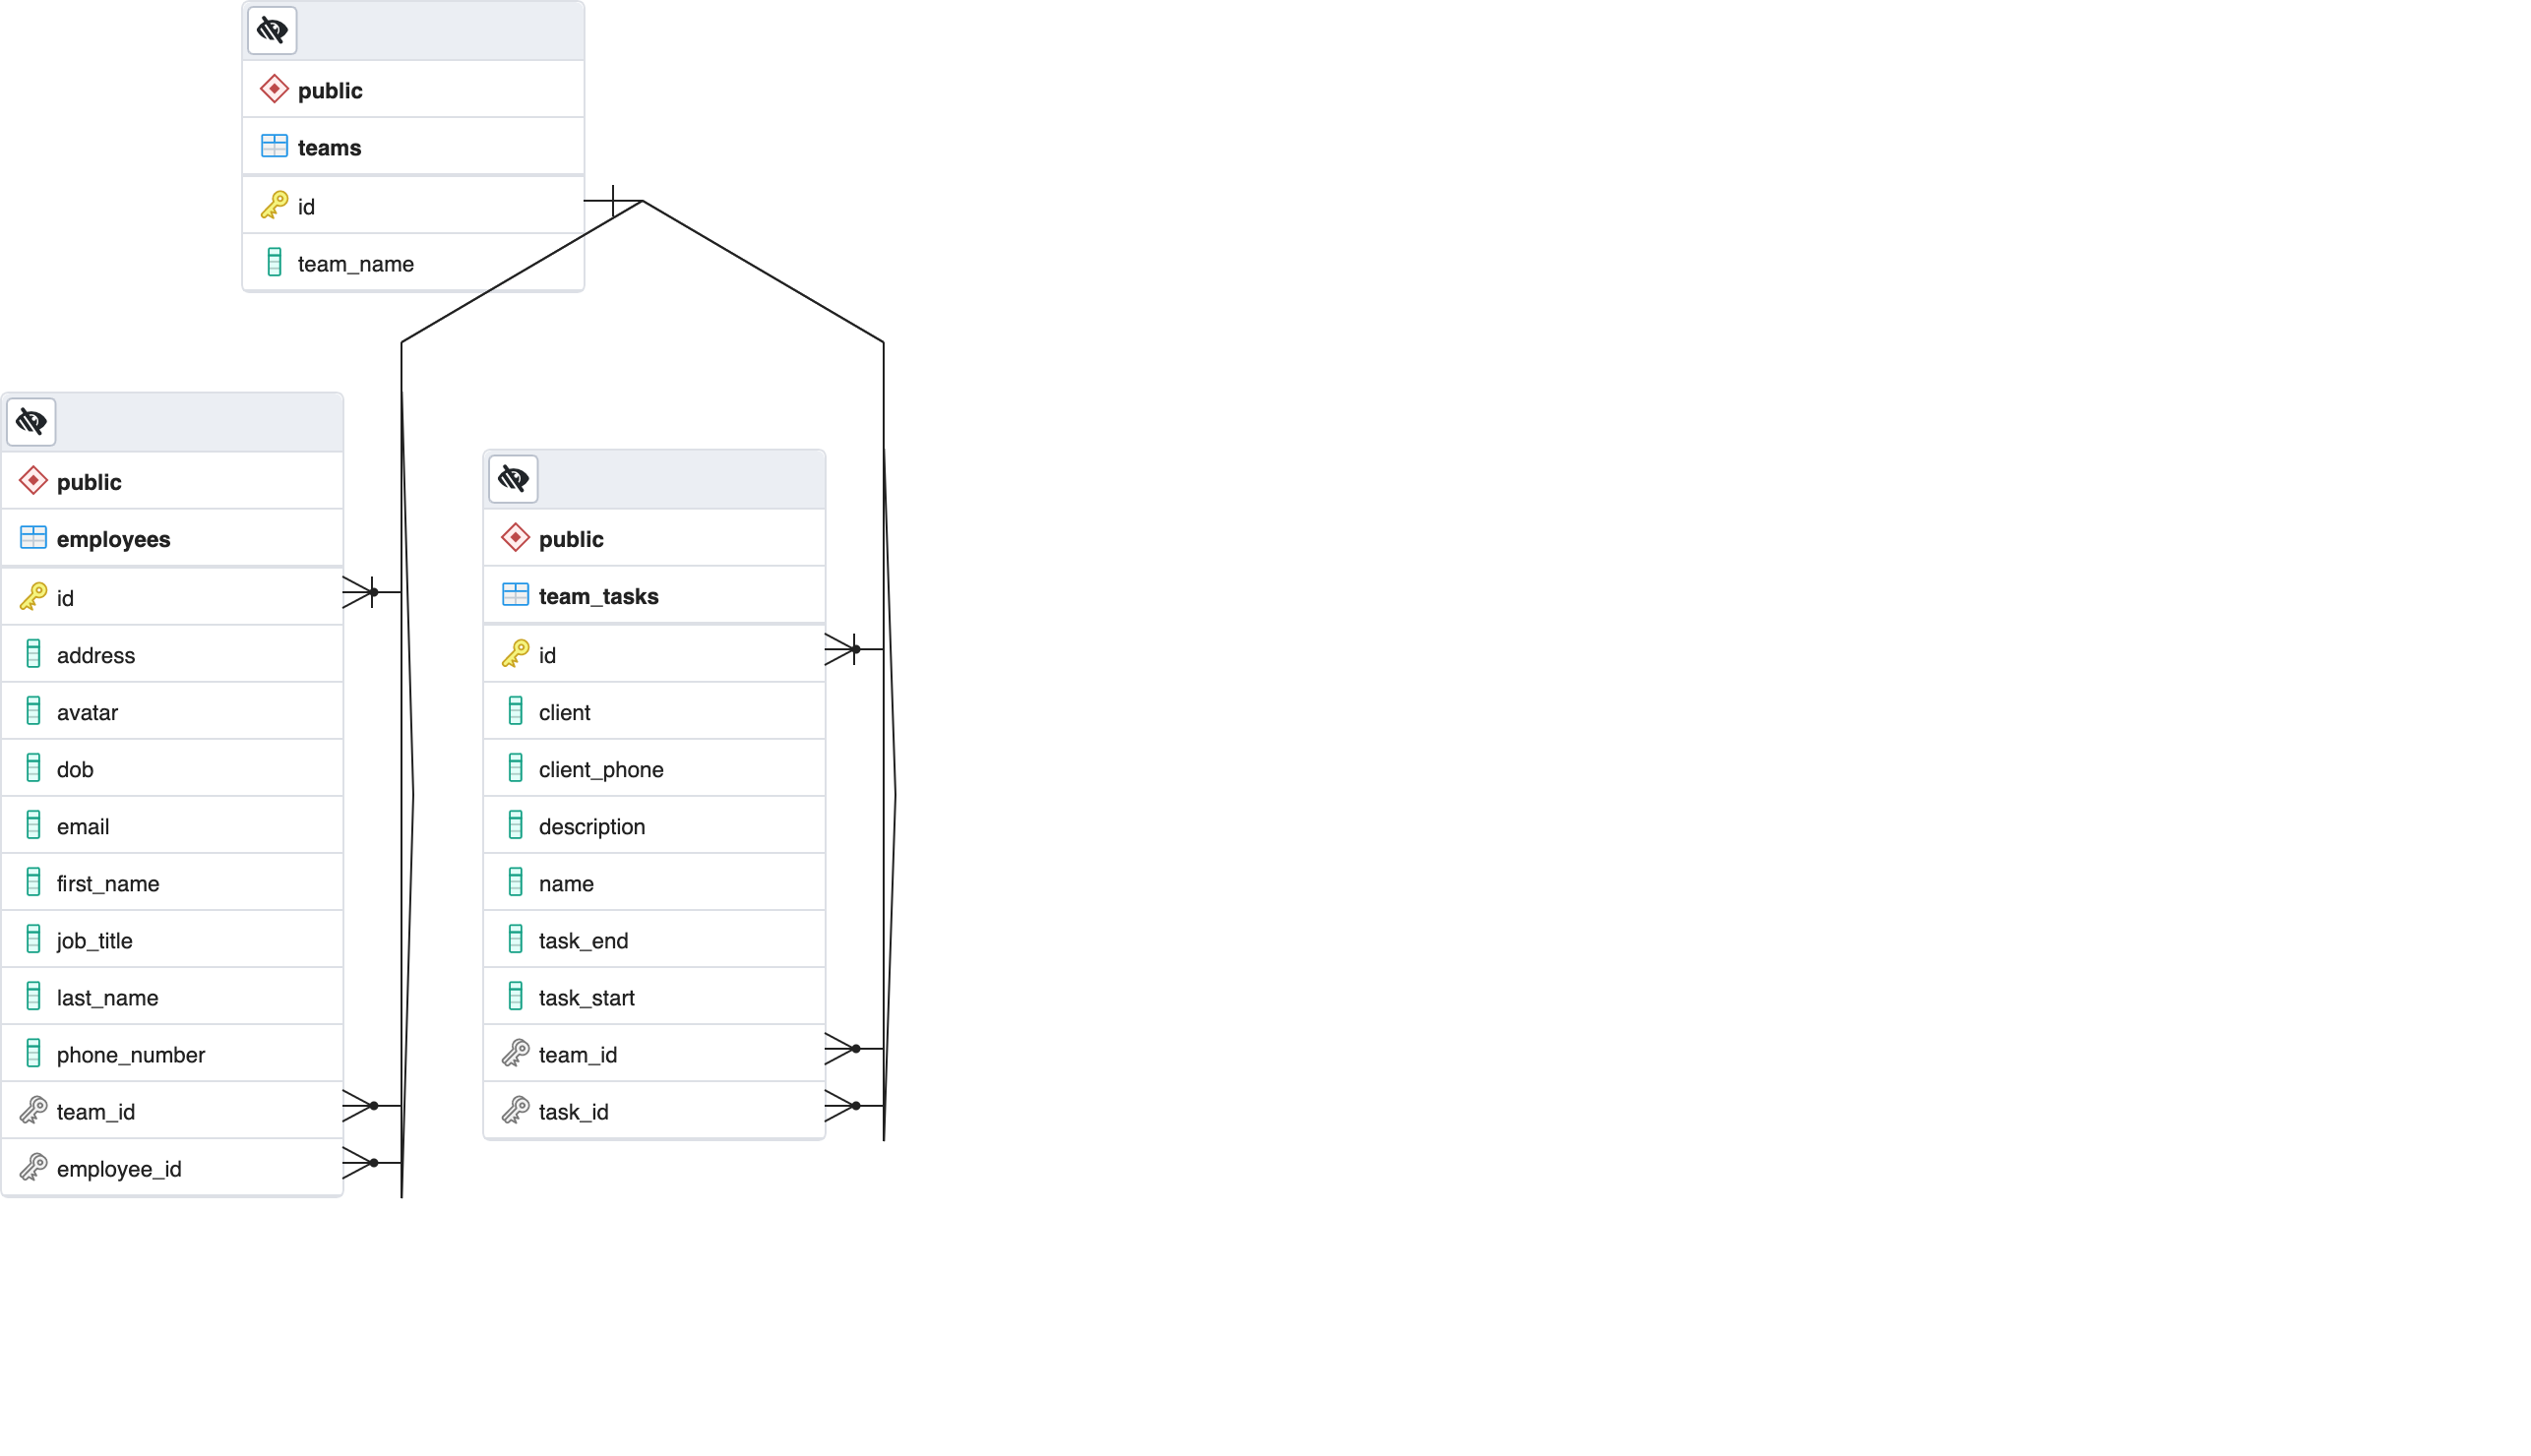 public
teams
id
team_name
public
employees
id
address
avatar
dob
email
first_name
job_title
last_name
phone_number
team_id
employee_id
public
team_tasks
id
client
client_phone
description
name
task_end
task_start
team_id
task_id